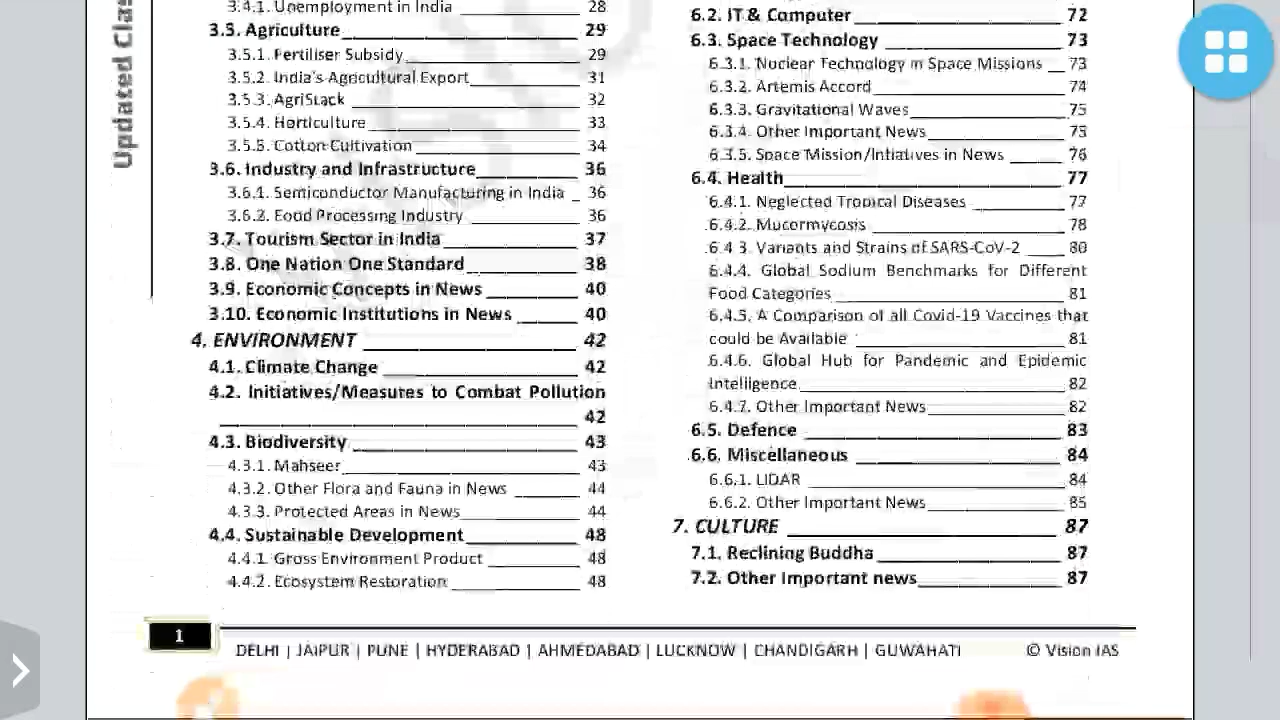 Updated Clas
3.4.1. Unemployment in India 28
3.5. Agriculture 29
3.5.1. Fertiliser Subsidy 29
3.5.2. India's Agricultural Export 31
3.5.3. AgriStack 32
3.5.4. Horticulture 33
3.5.5. Cotton Cultivation 34
3.6. Industry and Infrastructure 36
3.6.1. Semiconductor Manufacturing in India 36
3.6.2. Food Processing Industry 36
3.7. Tourism Sector in India 37
3.8. One Nation One Standard 38
3.9. Economic Concepts in News 40
3.10. Economic Institutions in News 40
4. ENVIRONMENT 42
4.1. Climate Change 42
4.2. Initiatives/Measures to Combat Pollution
42
4.3. Biodiversity 43
4.3.1. Mahseer 43
4.3.2. Other Flora and Fauna in News 44
4.3.3. Protected Areas in News 44
4.4. Sustainable Development 48
4.4.1. Gross Environment Product 48
4.4.2. Ecosystem Restoration 48
6.2. IT & Computer 72
6.3. Space Technology 73
6.3.1. Nuclear Technology in Space Missions 73
6.3.2. Artemis Accord 74
6.3.3. Gravitational Waves 75
6.3.4. Other Important News 75
6.3.5. Space Mission/Intiatives in News 76
6.4. Health 77
6.4.1. Neglected Tropical Diseases 77
6.4.2. Mucormycosis 78
6.4.3. Variants and Strains of SARS-CoV-2 80
6.4.4. Global Sodium Benchmarks for Different
Food Categories 81
6.4.5. A Comparison of all Covid-19 Vaccines that
could be Available 81
6.4.6. Global Hub for Pandemic and Epidemic
Intelligence 82
6.4.7. Other Important News 82
6.5. Defence 83
6.6. Miscellaneous 84
6.6.1. LIDAR 84
6.6.2. Other Important News 85
7. CULTURE 87
7.1. Reclining Buddha 87
7.2. Other Important news 87
1
DELHI | JAIPUR | PUNE | HYDERABAD | AHMEDABAD | LUCKNOW | CHANDIGARH | GUWAHATI © Vision IAS